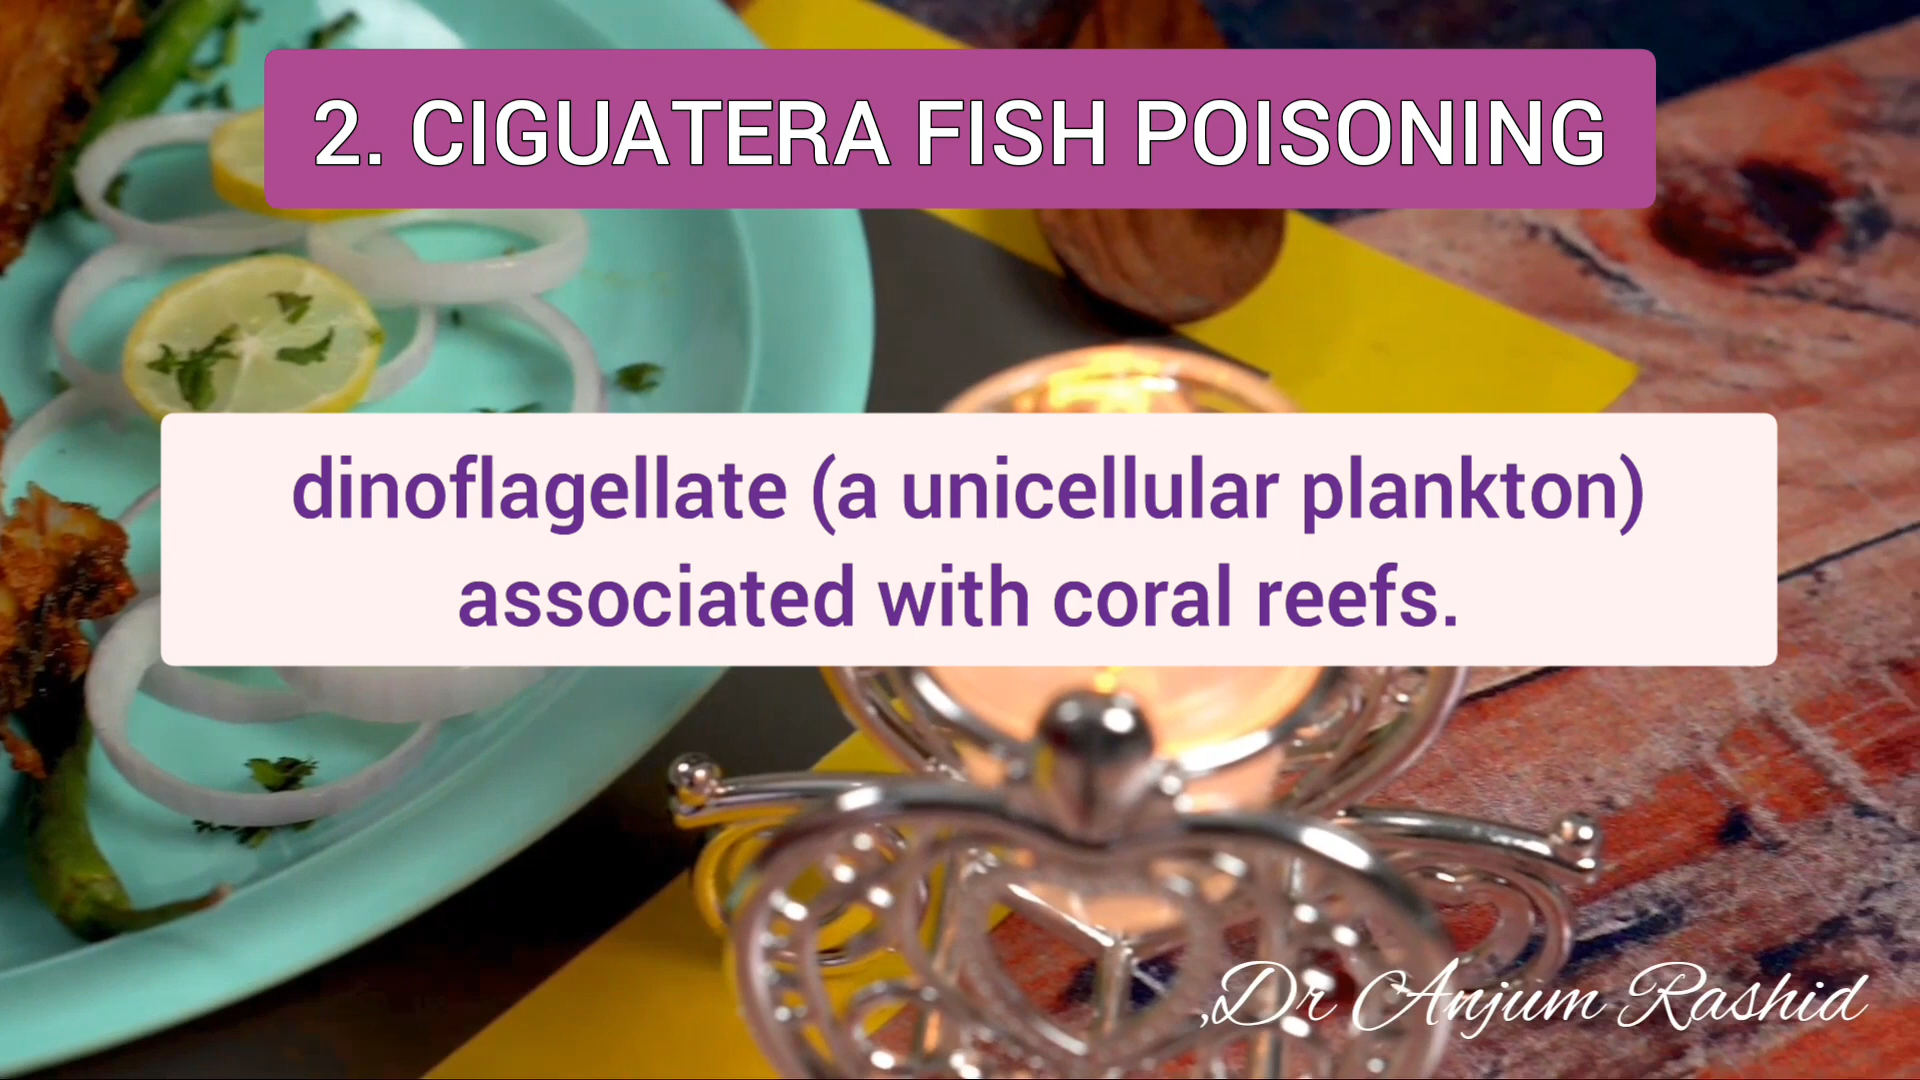 2. CIGUATERA FISH POISONING
dinoflagellate (a unicellular plankton)
associated with coral reefs.
,Dr Anjum Rashid